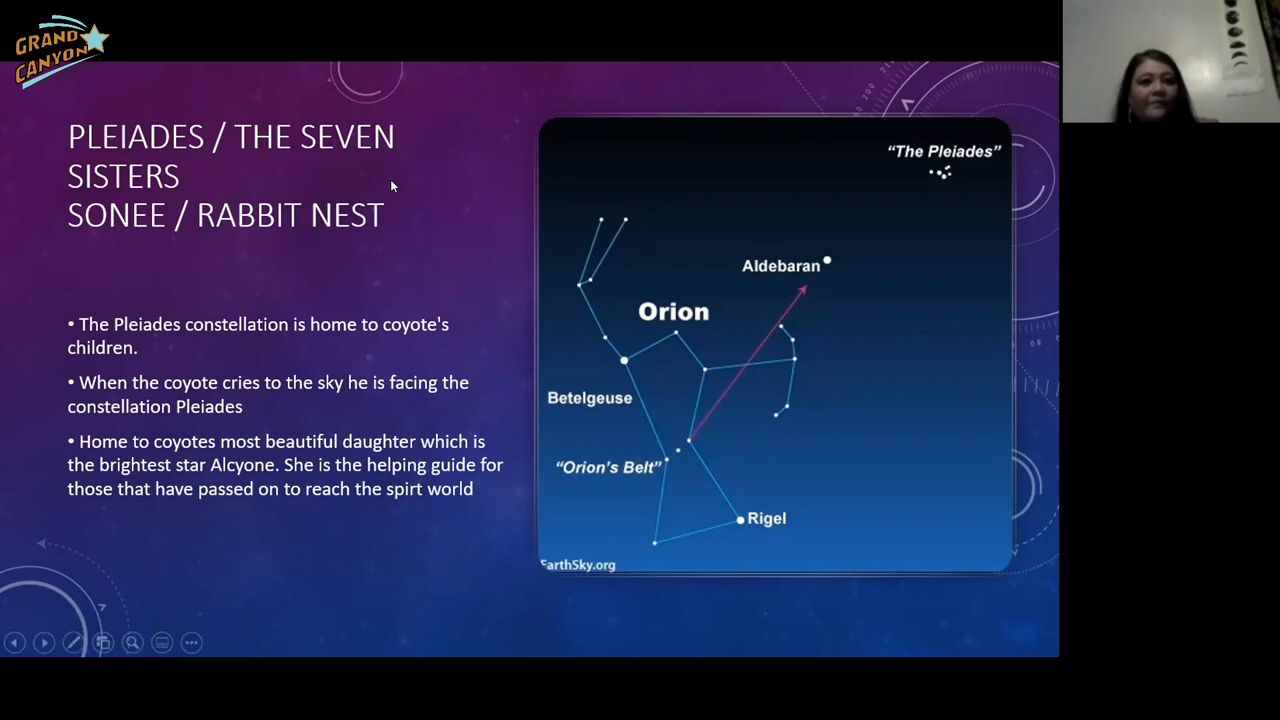 GRAND
CANYON
PLEIADES / THE SEVEN
SISTERS
SONEE / RABBIT NEST
• The Pleiades constellation is home to coyote's
children.
• When the coyote cries to the sky he is facing the
constellation Pleiades
• Home to coyotes most beautiful daughter which is
the brightest star Alcyone. She is the helping guide for
those that have passed on to reach the spirt world
“The Pleiades”
Aldebaran
Orion
Betelgeuse
“Orion's Belt”
Rigel
EarthSky.org